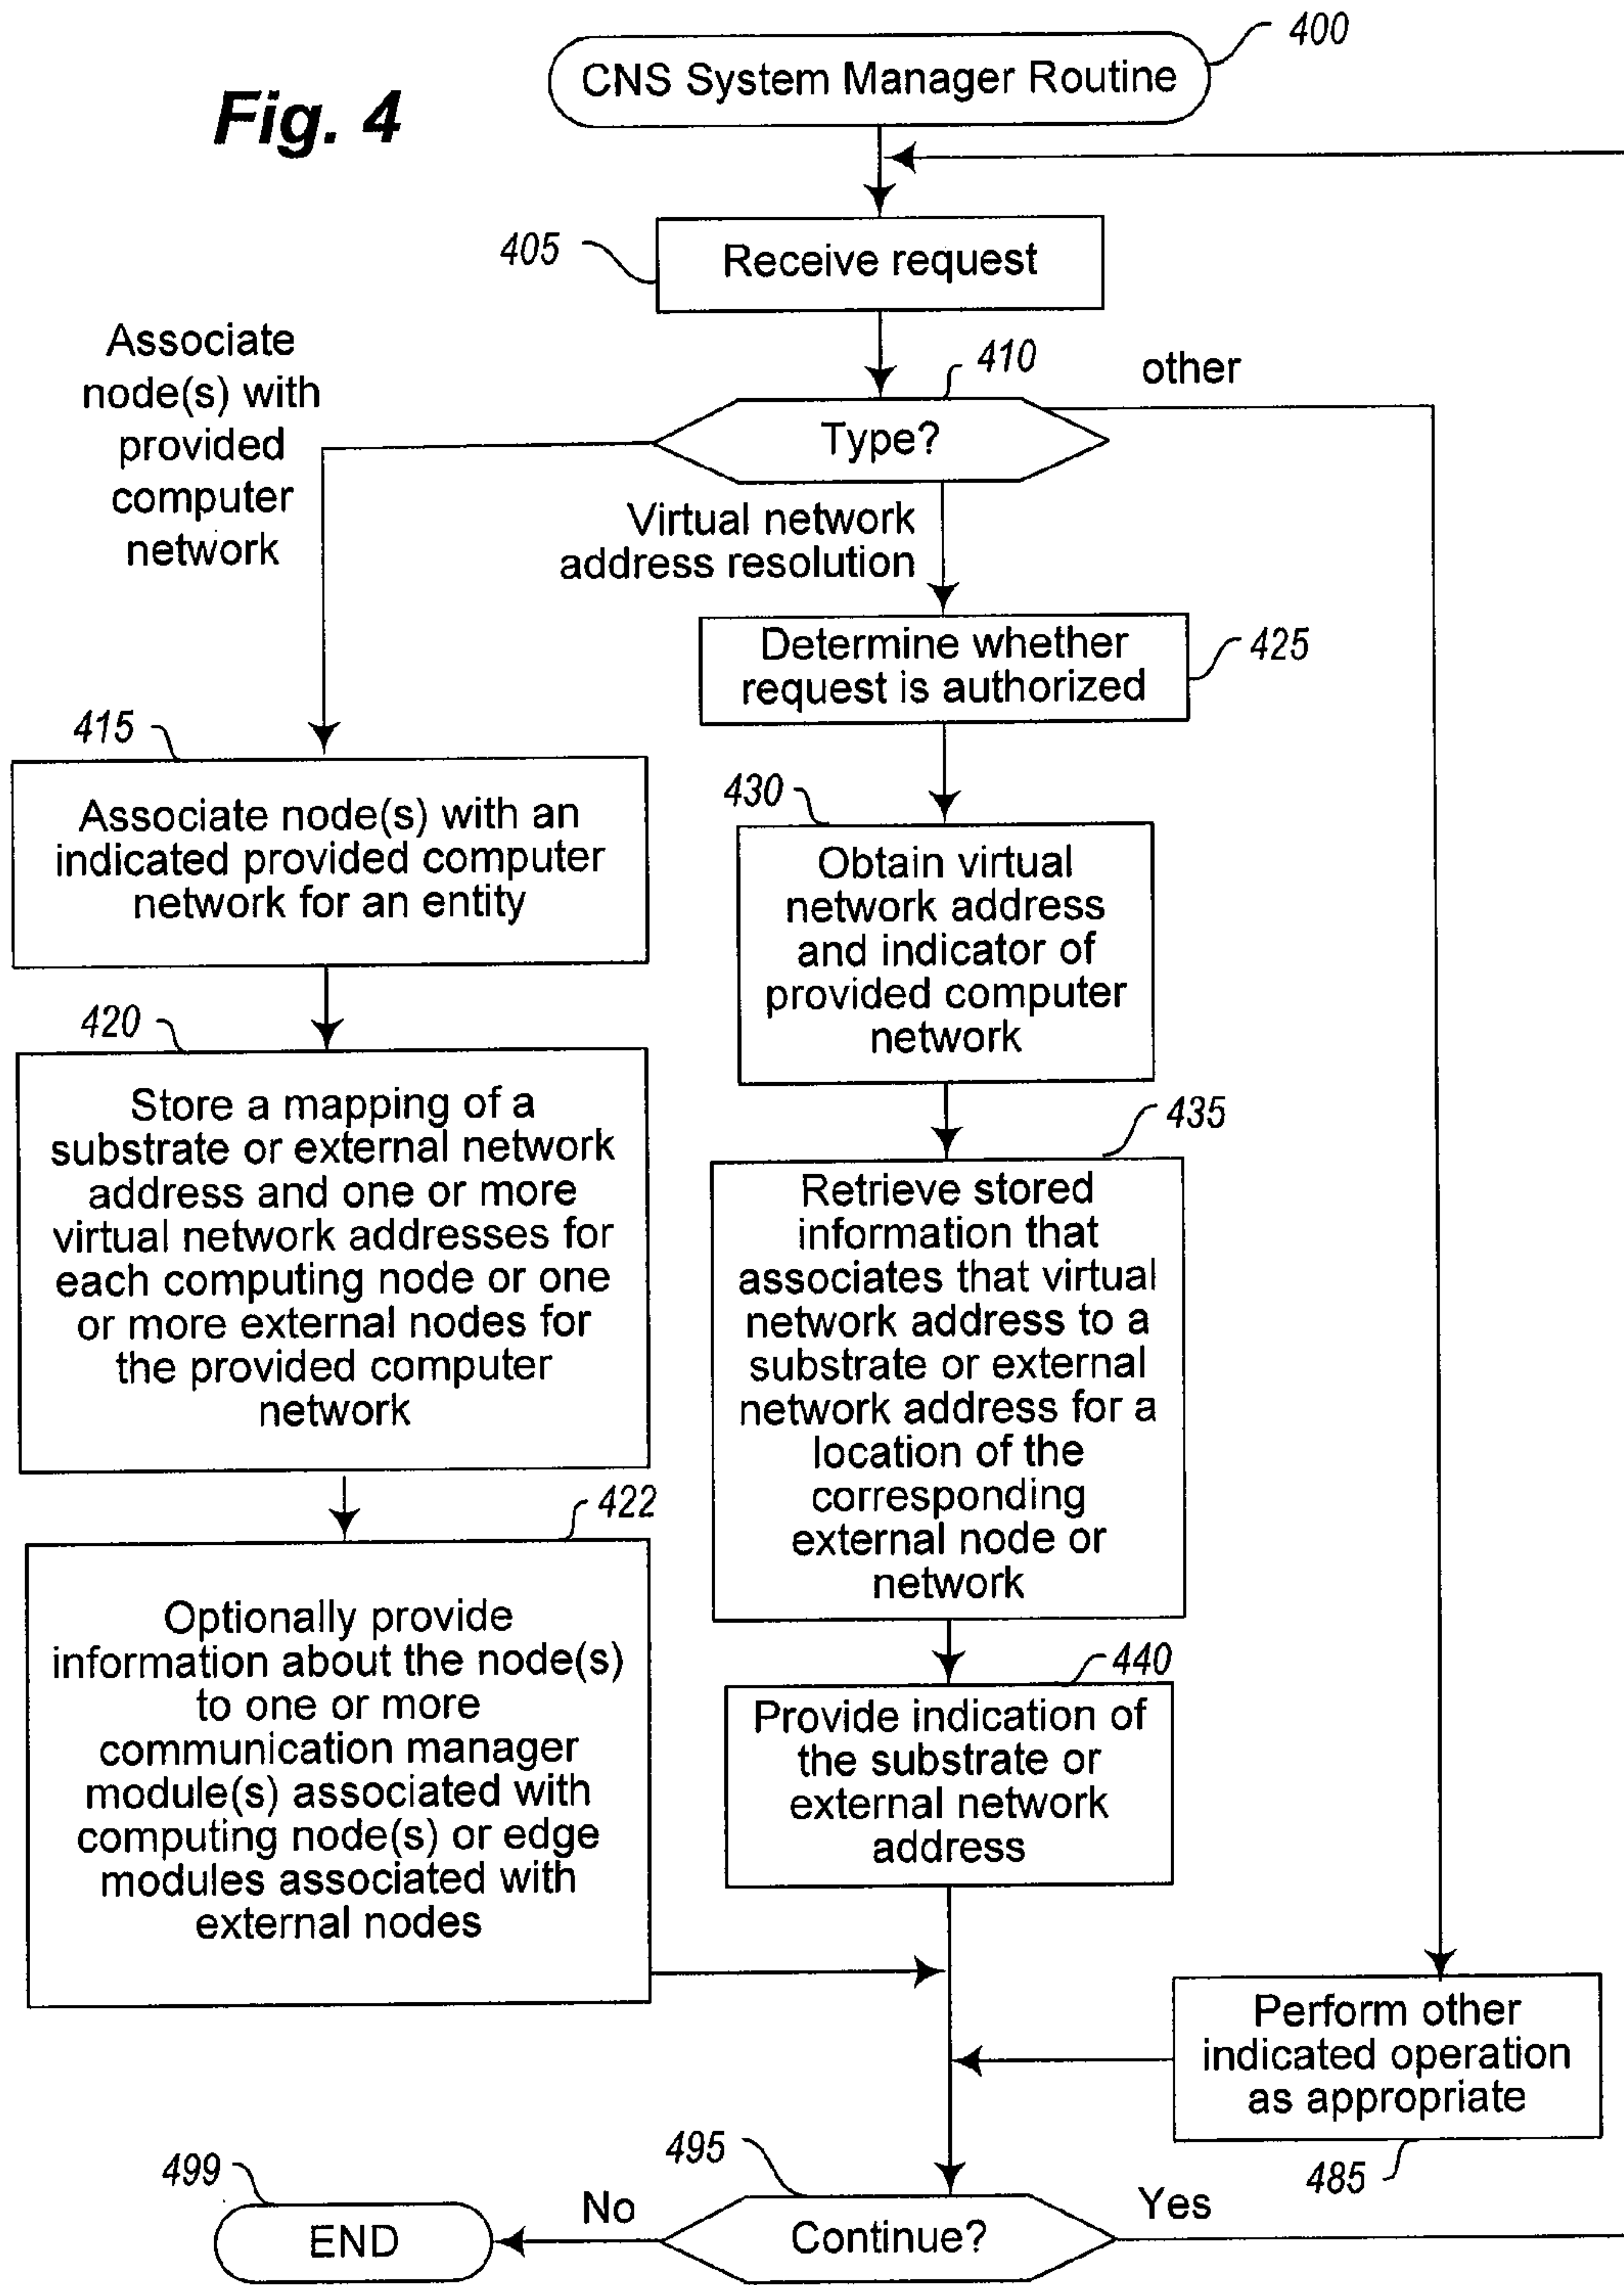 Fig. 4
CNS System Manager Routine
400
405
Receive request
Associate
node(s) with
provided
computer
network
410
other
Type?
Virtual network
address resolution
Determine whether
request is authorized
425
415
Associate node(s) with an
indicated provided computer
network for an entity
430
Obtain virtual
network address
and indicator of
provided computer
network
420
Store a mapping of a
substrate or external network
address and one or more
virtual network addresses for
each computing node or one
or more external nodes for
the provided computer
network
435
Retrieve stored
information that
associates that virtual
network address to a
substrate or external
network address for a
location of the
corresponding
external node or
network
422
Optionally provide
information about the node(s)
to one or more
communication manager
module(s) associated with
computing node(s) or edge
modules associated with
external nodes
440
Provide indication of
the substrate or
external network
address
Perform other
indicated operation
as appropriate
485
495
Continue?
Yes
No
499
END